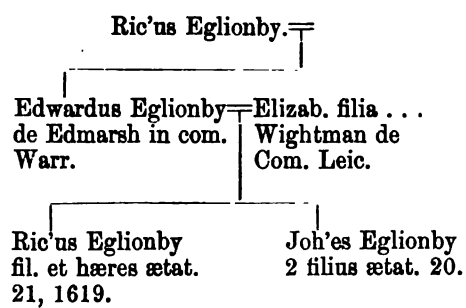 Ric'us Eglionby.
Edwardus Eglionby
de Edmarsh in com.
Warr.
Elizab. filia . . .
Wightman de
Com. Leic.
Ric'us Eglionby
fil. et hæres ætat.
21, 1619.
Joh'es Eglionby
2 filius ætat. 20.